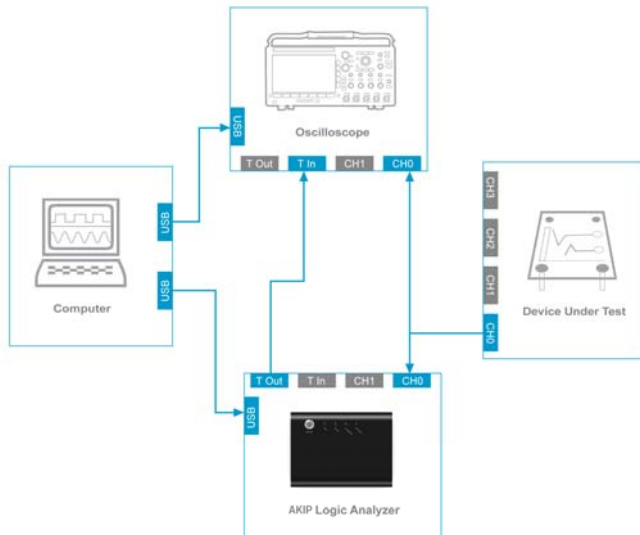 Oscilloscope
USB
T Out T In CH1 CH0
USB
USB
Computer
CH3
CH2
CH1
CH0
Device Under Test
T Out T In CH1 CH0
USB
AKIP Logic Analyzer